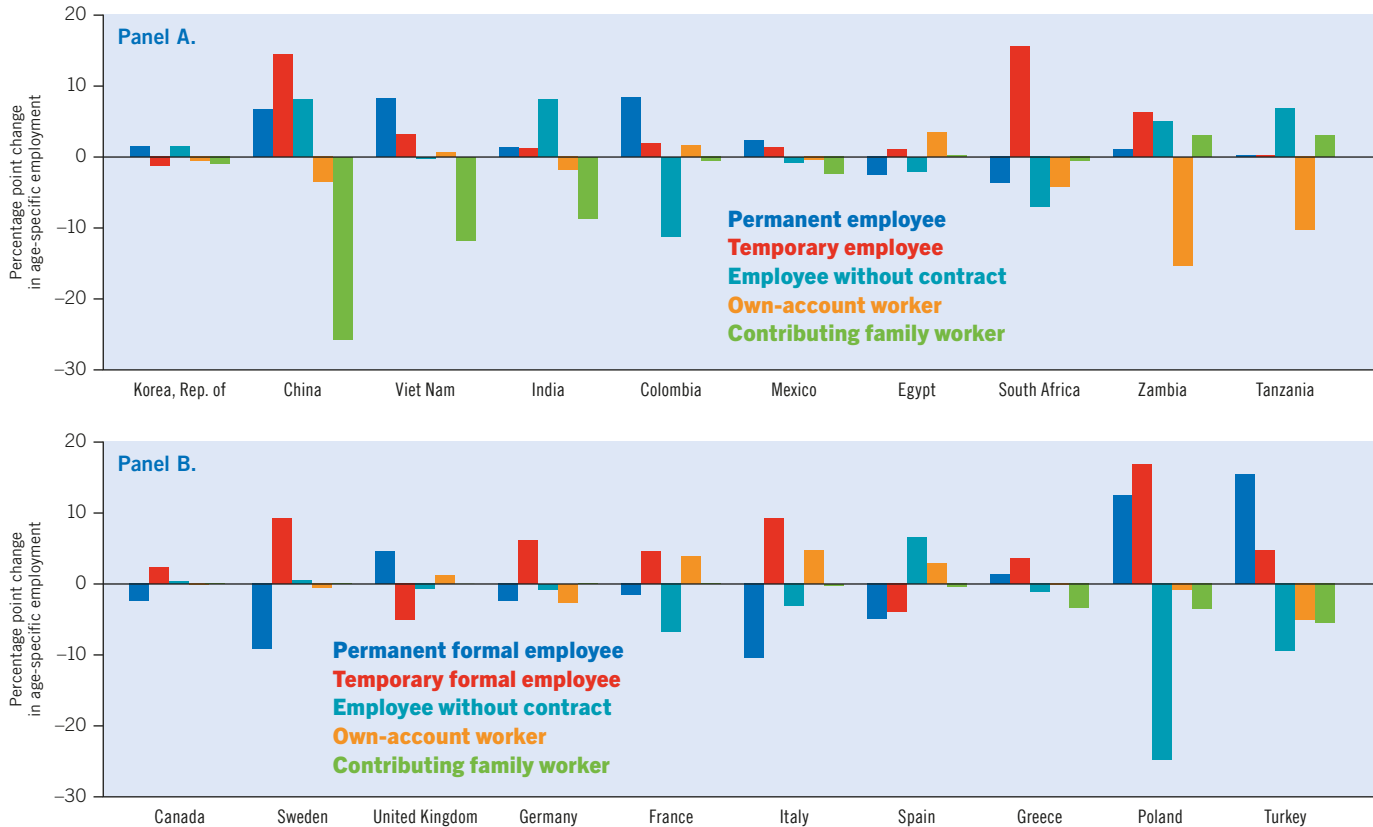 Panel A.
Percentage point change
in age-specific employment
20
10
0
–10
–20
–30
Permanent employee
Temporary employee
Employee without contract
Own-account worker
Contributing family worker
Korea, Rep. of China Viet Nam India Colombia Mexico Egypt South Africa Zambia Tanzania
Panel B.
Percentage point change
in age-specific employment
20
10
0
–10
–20
–30
Permanent formal employee
Temporary formal employee
Employee without contract
Own-account worker
Contributing family worker
Canada Sweden United Kingdom Germany France Italy Spain Greece Poland Turkey